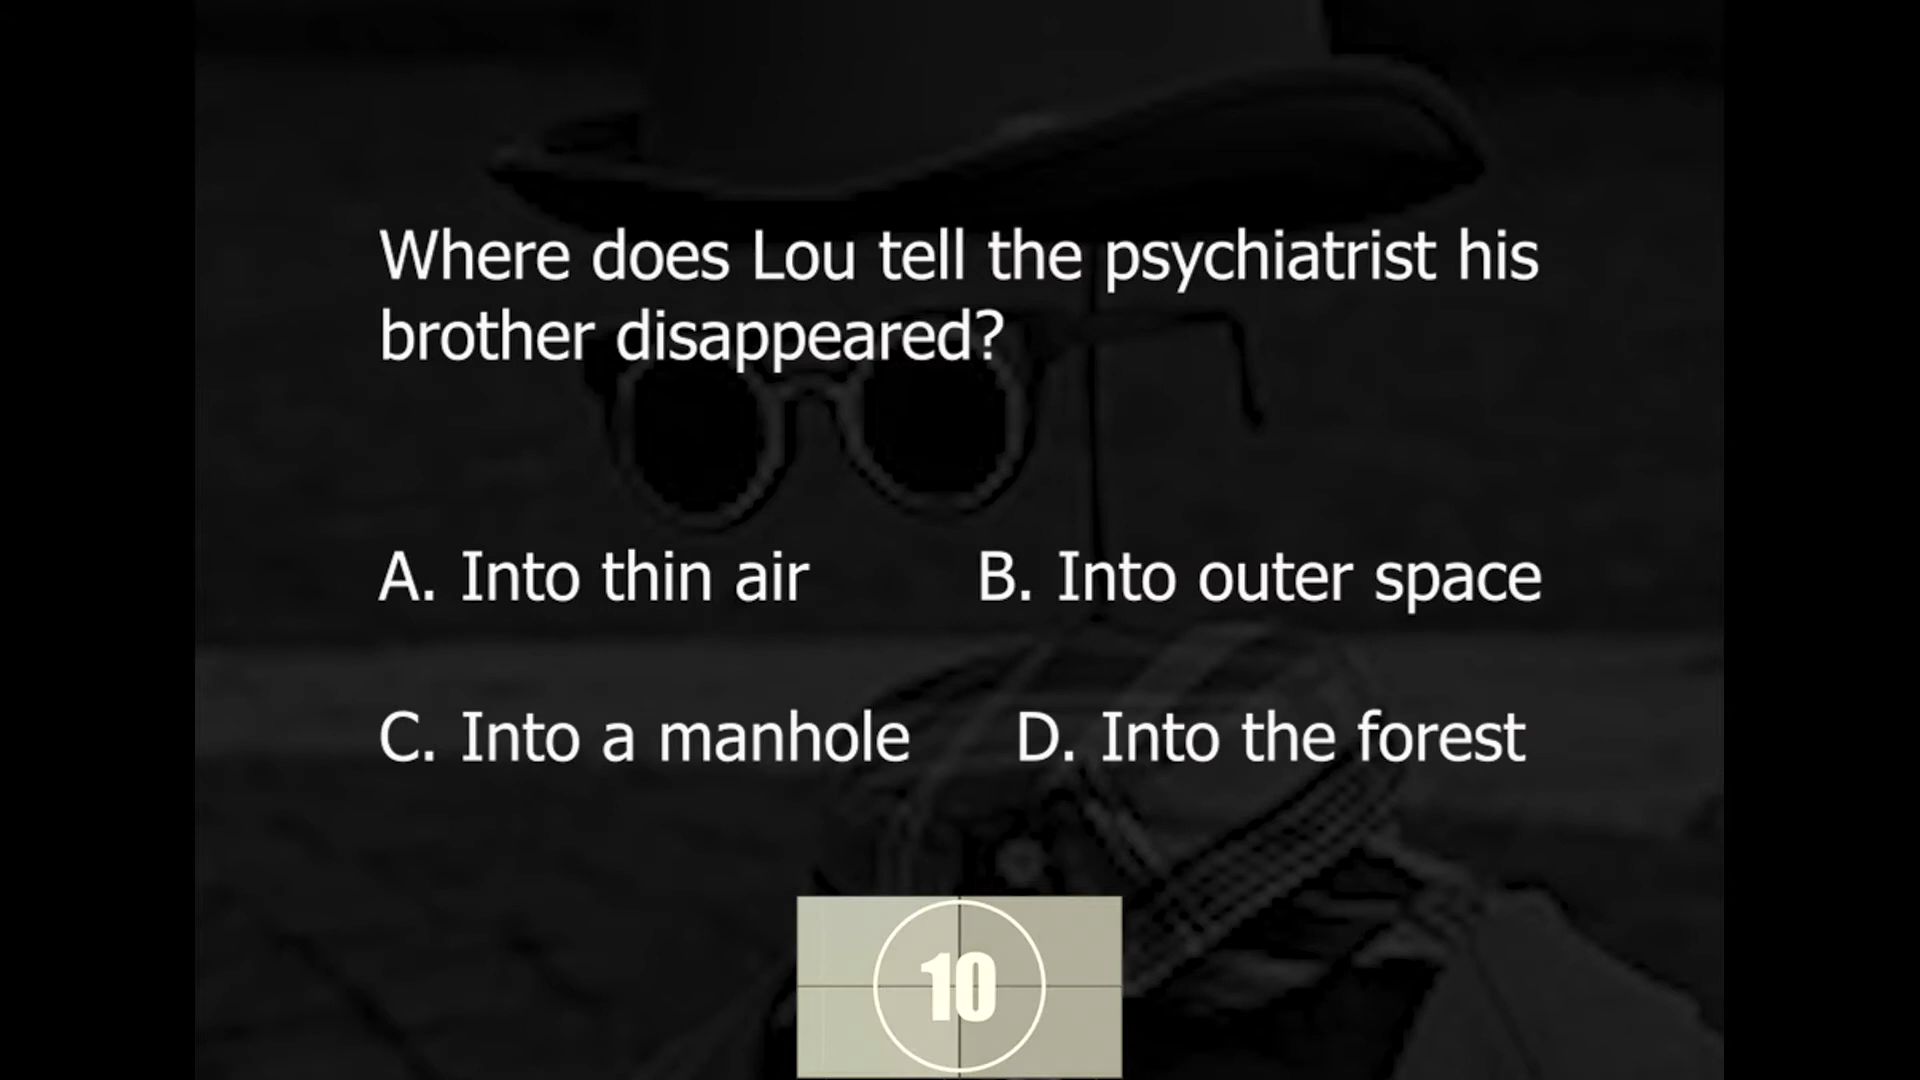 Where does Lou tell the psychiatrist his
brother disappeared?
A. Into thin air
B. Into outer space
C. Into a manhole
D. Into the forest
10